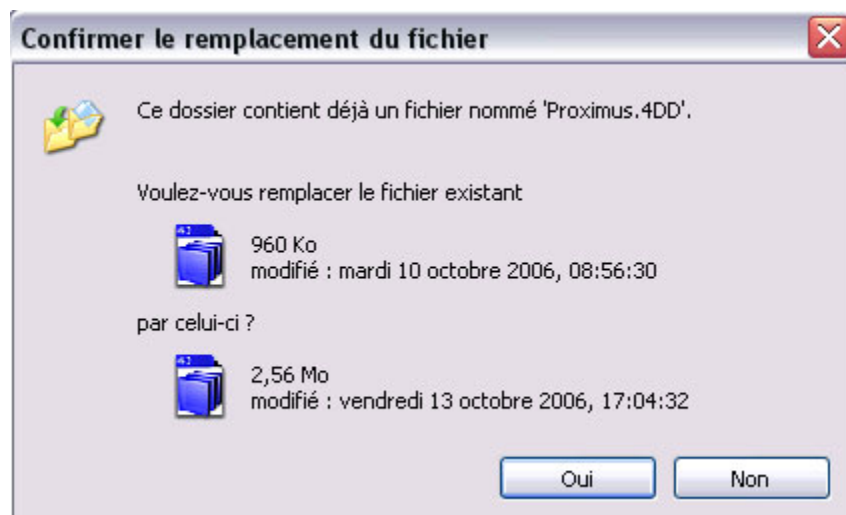 Confirmer le remplacement du fichier
Ce dossier contient déjà un fichier nommé 'Proximus.4DD'.
Voulez-vous remplacer le fichier existant
960 Ko
modifié : mardi 10 octobre 2006, 08:56:30
par celui-ci ?
2,56 Mo
modifié : vendredi 13 octobre 2006, 17:04:32
Oui
Non